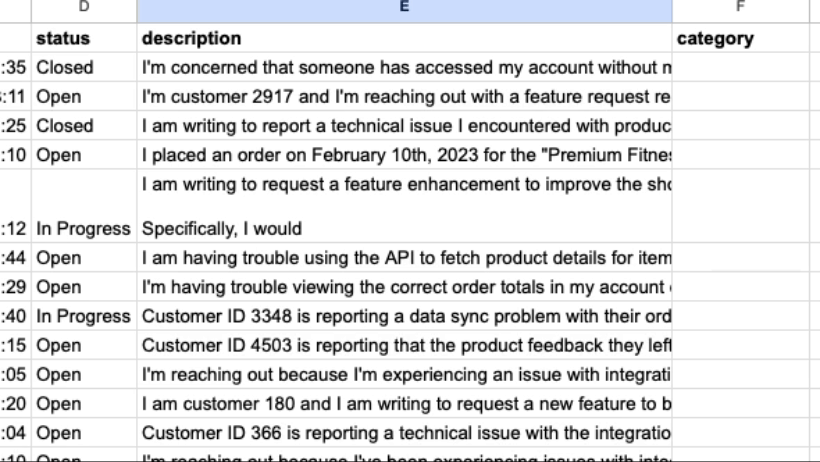 D E F
status description category
:35 Closed I'm concerned that someone has accessed my account without
:11 Open I'm customer 2917 and I'm reaching out with a feature request re
:25 Closed I am writing to report a technical issue I encountered with produc
:10 Open I placed an order on February 10th, 2023 for the "Premium Fitnes
I am writing to request a feature enhancement to improve the sho
:12 In Progress Specifically, I would
:44 Open I am having trouble using the API to fetch product details for item
:29 Open I'm having trouble viewing the correct order totals in my account
:40 In Progress Customer ID 3348 is reporting a data sync problem with their ord
:15 Open Customer ID 4503 is reporting that the product feedback they left
:05 Open I'm reaching out because I'm experiencing an issue with integrati
:20 Open I am customer 180 and I am writing to request a new feature to b
:04 Open Customer ID 366 is reporting a technical issue with the integratio
:10 Open I'm reaching out because I've been experiencing issues with